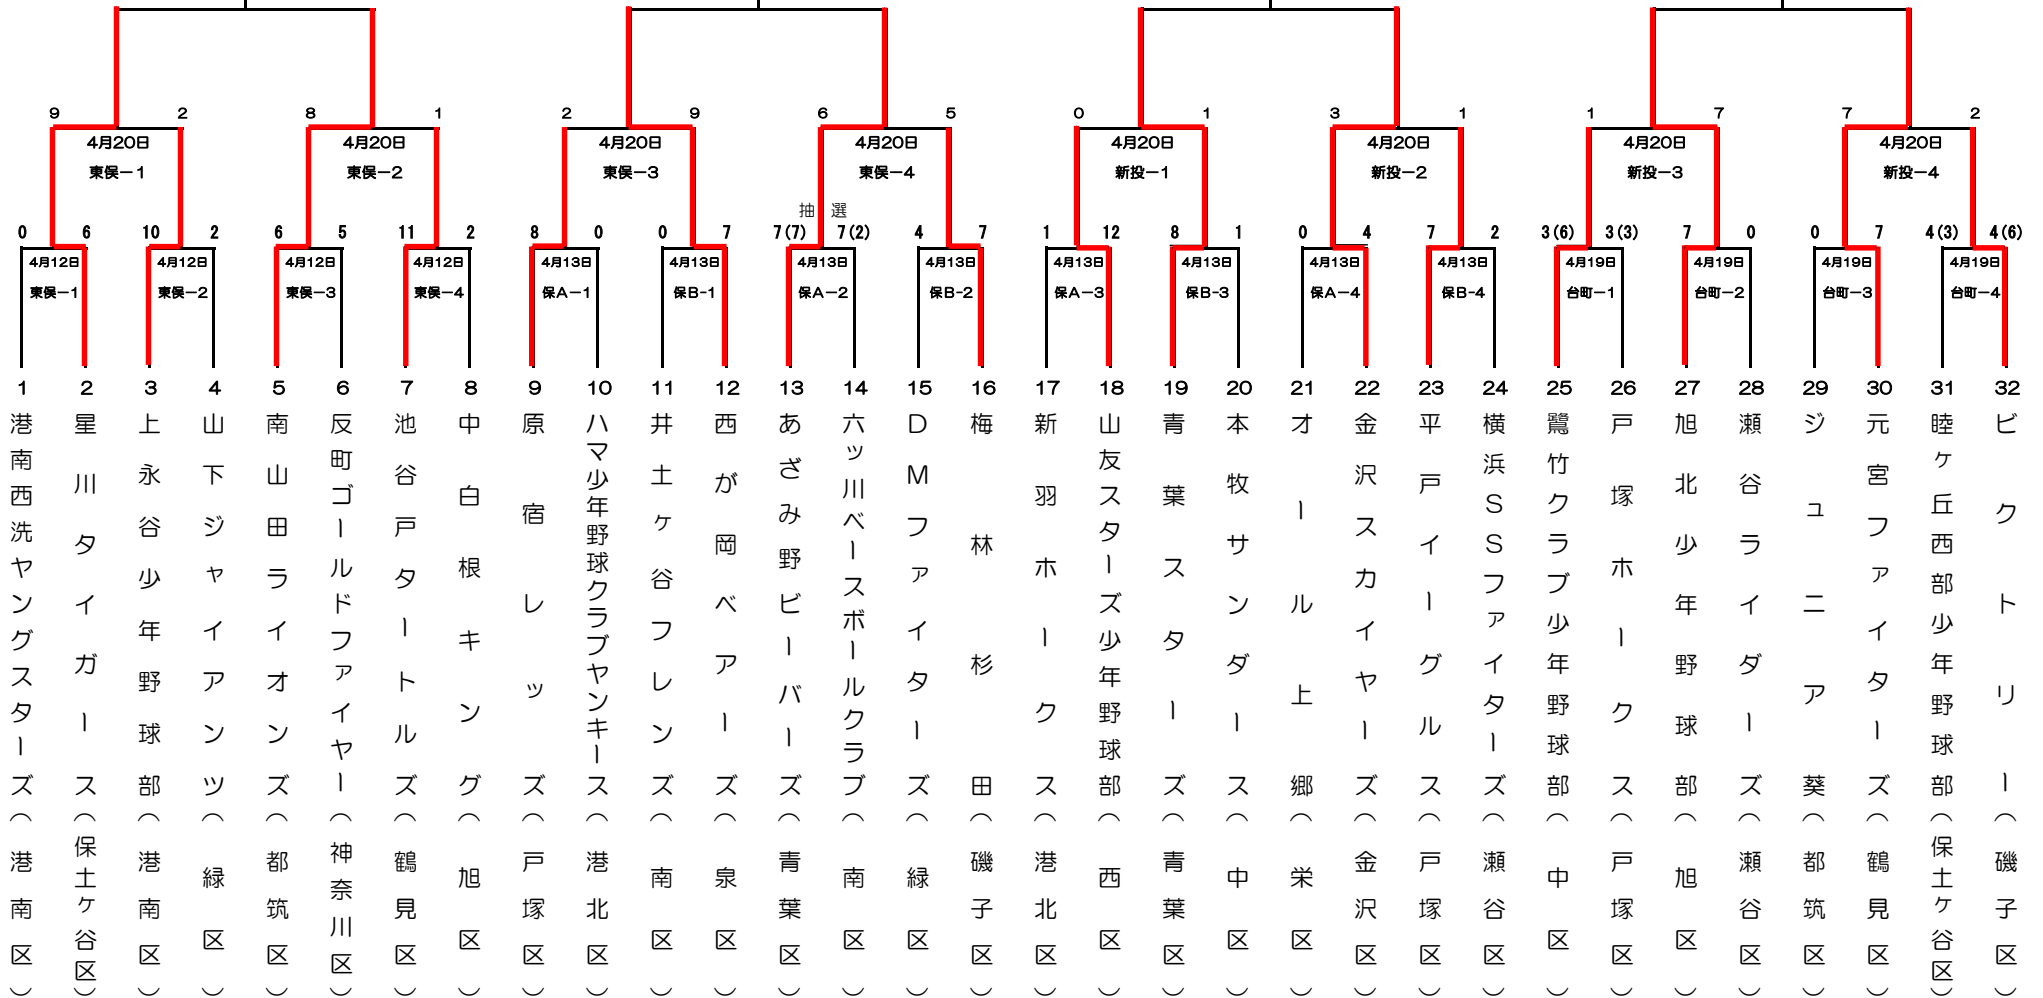 9 2 8 1 2 9 6 5 0 1 3 1 1 7 7 2
4月20日 4月20日 4月20日 4月20日 4月20日 4月20日 4月20日 4月20日
東俣ー1 東俣ー2 東俣ー3 東俣ー4 新投ー1 新投ー2 新投ー3 新投ー4
抽 選
0 6 10 2 6 5 11 2 8 0 0 7 7(7) 7(2) 4 7 1 12 8 1 0 4 7 2 3(6) 3(3) 7 0 0 7 4(3) 4(6)
4月12日 4月12日 4月12日 4月12日 4月13日 4月13日 4月13日 4月13日 4月13日 4月13日 4月13日 4月13日 4月19日 4月19日 4月19日 4月19日
東俣ー1 東俣ー2 東俣ー3 東俣ー4 保Aー1 保B-1 保Aー2 保B-2 保Aー3 保B-3 保Aー4 保B-4 台町ー1 台町ー2 台町ー3 台町ー4
1 2 3 4 5 6 7 8 9 10 11 12 13 14 15 16 17 18 19 20 21 22 23 24 25 26 27 28 29 30 31 32
港南西洗ヤングスターズ(港南区)
星川タイガース(保土ケ谷区)
上永谷少年野球部(港南区)
山下ジャイアンツ(緑区)
南山田ライオンズ(都筑区)
反町ゴールドファイヤー(神奈川区)
池谷戸タートルズ(鶴見区)
中白根キング(旭区)
原宿レッズ(戸塚区)
ハマ少年野球クラブヤンキース(港北区)
井土ヶ谷フレンズ(南区)
西が岡ベアーズ(泉区)
あざみ野ビーバーズ(青葉区)
六ッ川ベースボールクラブ(南区)
DMファイターズ(緑区)
梅林杉田(磯子区)
新羽ホークス(港北区)
山友スターズ少年野球部(西区)
青葉スターズ(青葉区)
本牧サンダース(中区)
オール上郷(栄区)
金沢スカイヤーズ(金沢区)
平戸イーグルス(戸塚区)
横浜SSファイターズ(瀬谷区)
鷺竹クラブ少年野球部(中区)
戸塚ホークス(戸塚区)
旭北少年野球部(旭区)
瀬谷ライダーズ(瀬谷区)
ジュニア葵(都筑区)
元宮ファイターズ(鶴見区)
睦ヶ丘西部少年野球部(保土ケ谷区)
ビクトリー(磯子区)